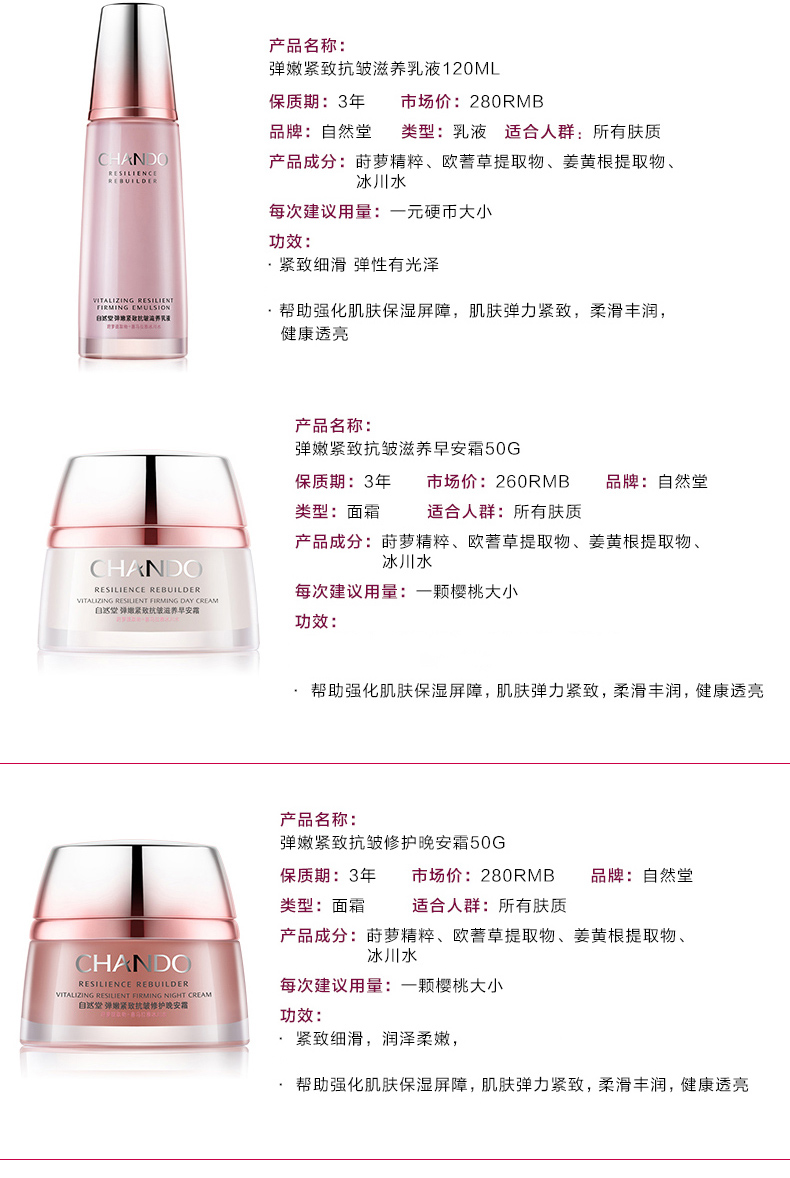 CHANDO
RESILIENCE
REBUILDER
VITALIZING RESILIENT
FIRMING EMULSION
自然堂 弹嫩紧致抗皱滋养乳液
产品名称：
弹嫩紧致抗皱滋养乳液120ML
保质期：3年 市场价：280RMB
品牌：自然堂 类型：乳液 适合人群：所有肤质
产品成分：莳萝精粹、欧蓍草提取物、姜黄根提取物、
冰川水
每次建议用量：一元硬币大小
功效：
· 紧致细滑 弹性有光泽
· 帮助强化肌肤保湿屏障，肌肤弹力紧致，柔滑丰润，
健康透亮
CHANDO
RESILIENCE REBUILDER
VITALIZING RESILIENT FIRMING DAY CREAM
自然堂 弹嫩紧致抗皱滋养早安霜
产品名称：
弹嫩紧致抗皱滋养早安霜50G
保质期：3年 市场价：260RMB 品牌：自然堂
类型：面霜 适合人群：所有肤质
产品成分：莳萝精粹、欧蓍草提取物、姜黄根提取物、
冰川水
每次建议用量：一颗樱桃大小
功效：
· 帮助强化肌肤保湿屏障，肌肤弹力紧致，柔滑丰润，健康透亮
CHANDO
RESILIENCE REBUILDER
VITALIZING RESILIENT FIRMING NIGHT CREAM
自然堂 弹嫩紧致抗皱修护晚安霜
产品名称：
弹嫩紧致抗皱修护晚安霜50G
保质期：3年 市场价：280RMB 品牌：自然堂
类型：面霜 适合人群：所有肤质
产品成分：莳萝精粹、欧蓍草提取物、姜黄根提取物、
冰川水
每次建议用量：一颗樱桃大小
功效：
· 紧致细滑，润泽柔嫩，
· 帮助强化肌肤保湿屏障，肌肤弹力紧致，柔滑丰润，健康透亮